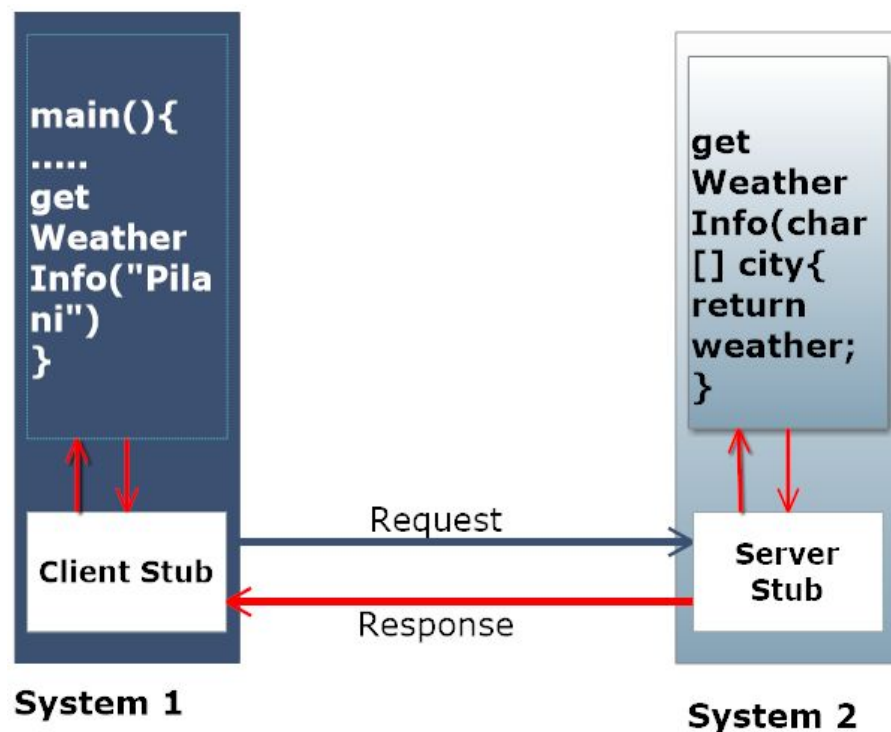 main(){
.....
get
Weather
Info("Pila
ni")
}
Client Stub
System 1
Request
Response
get
Weather
Info(char
[] city{
return
weather;
}
Server
Stub
System 2